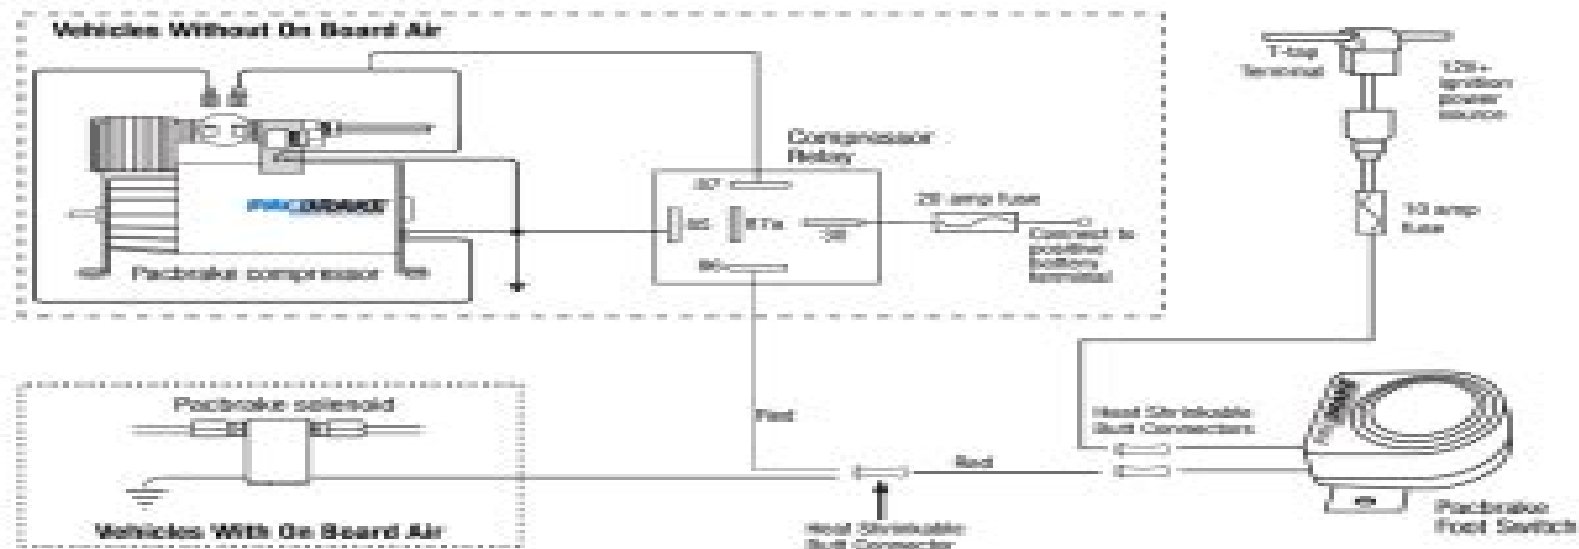 Vehicles Without On Board Air
T-tap
Terminal
12V+
ignition
power
source
Compressor
Relay
87
85
87a
30
86
20 amp fuse
Connect to
positive
battery
terminal
10 amp
fuse
PACBRAKE
Pacbrake compressor
Pacbrake solenoid
Red
Heat Shrinkable
Butt Connectors
Red
Vehicles With On Board Air
Heat Shrinkable
Butt Connector
Pacbrake
Foot Switch